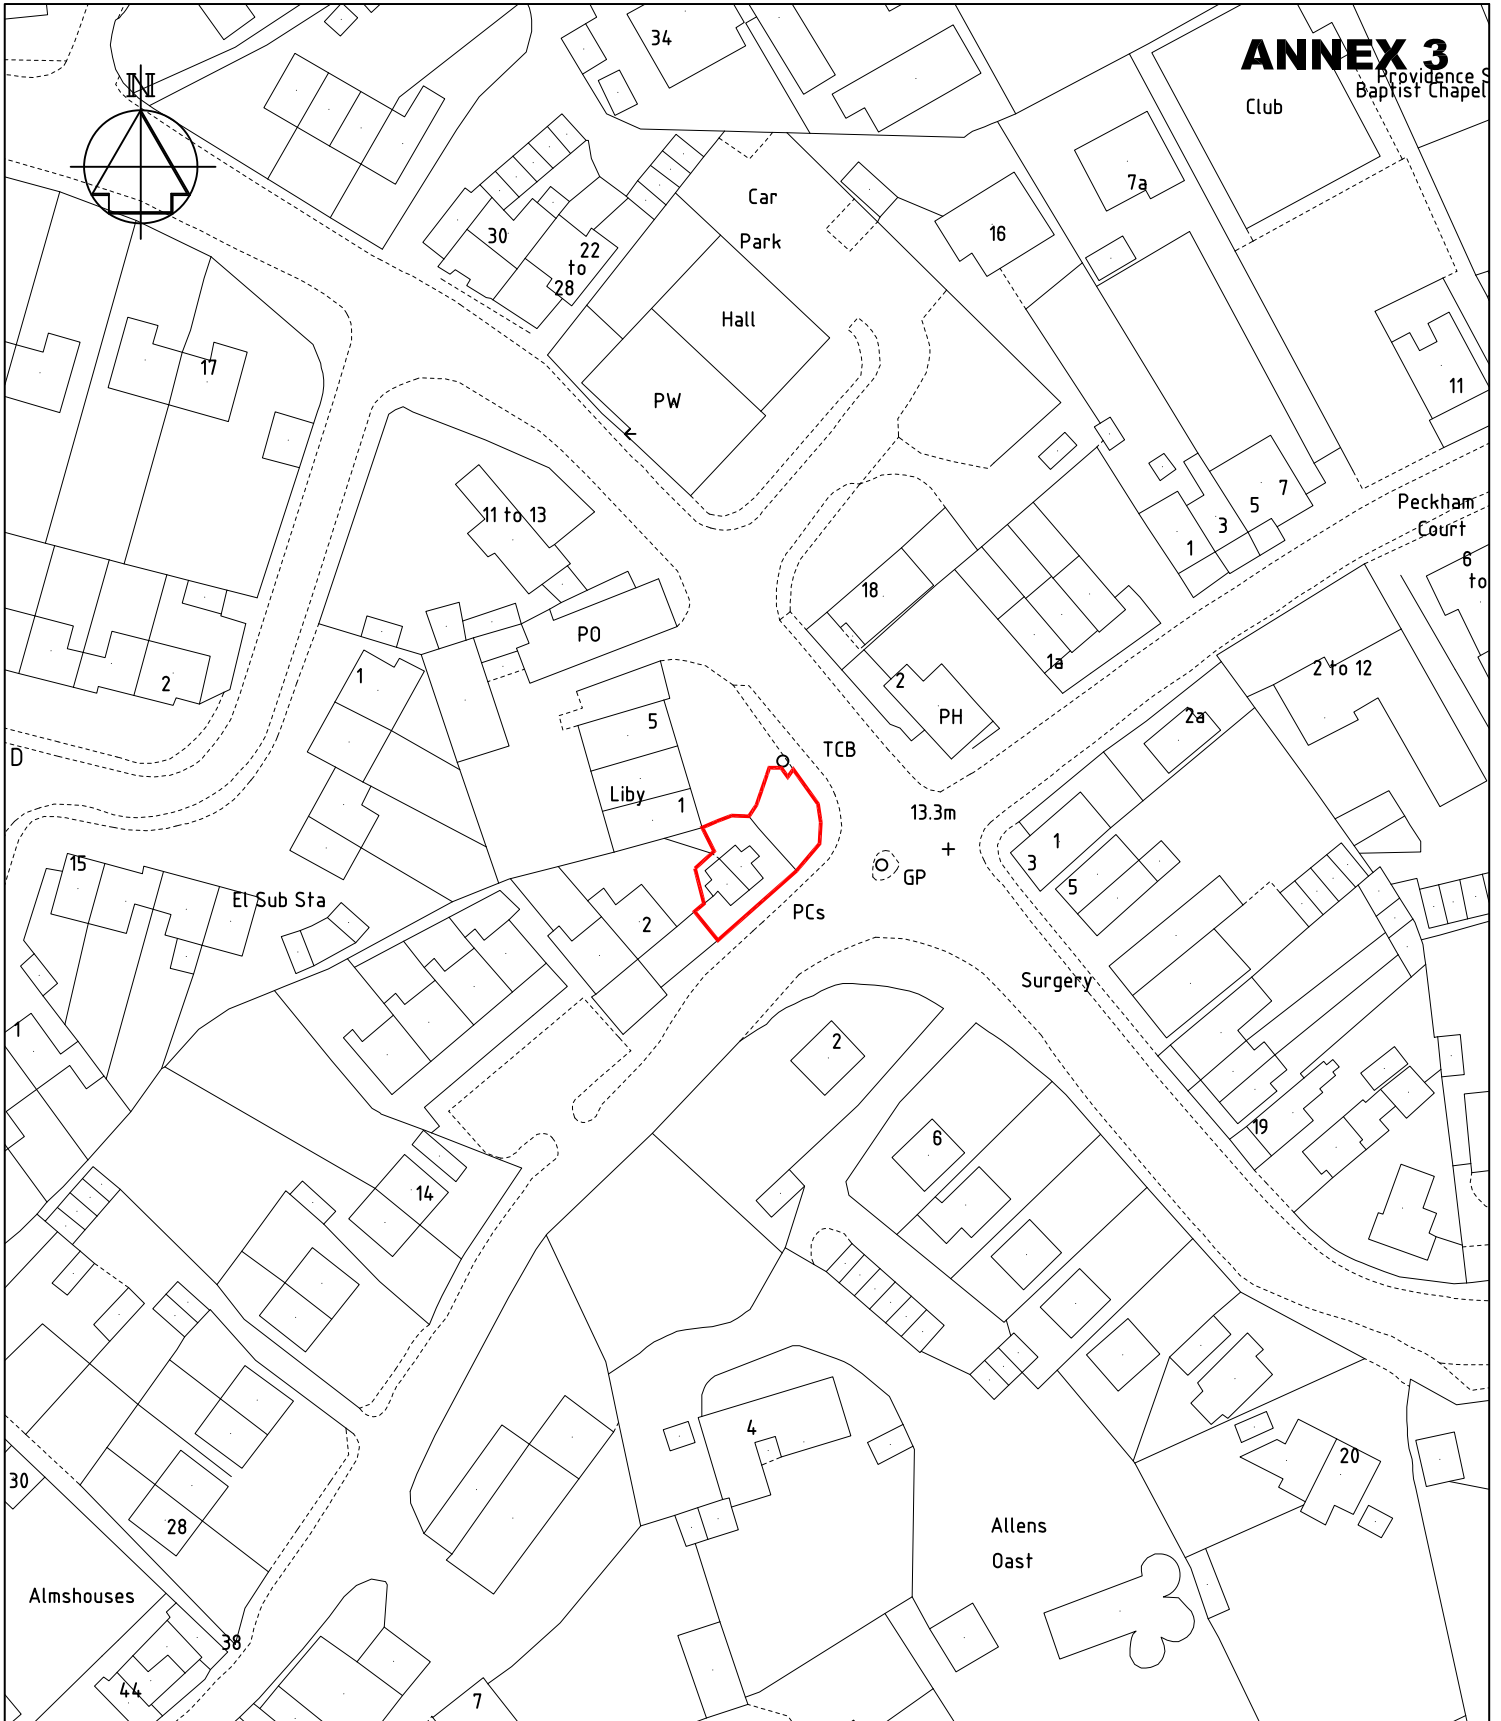 ANNEX 3
34
Providence S
Baptist Chapel
Club
N
7a
Car
Park
16
30
22
to
28
Hall
17
PW
11
11 to 13
7
5
3
1
Peckham
Court
6
to
18
PO
1
2
1a
2 to 12
2
PH
2a
5
TCB
D
Liby
1
13.3m
1
3
5
15
GP
El Sub Sta
PCs
2
Surgery
1
2
19
6
14
4
20
30
28
Allens
Oast
Almshouses
38
44
7